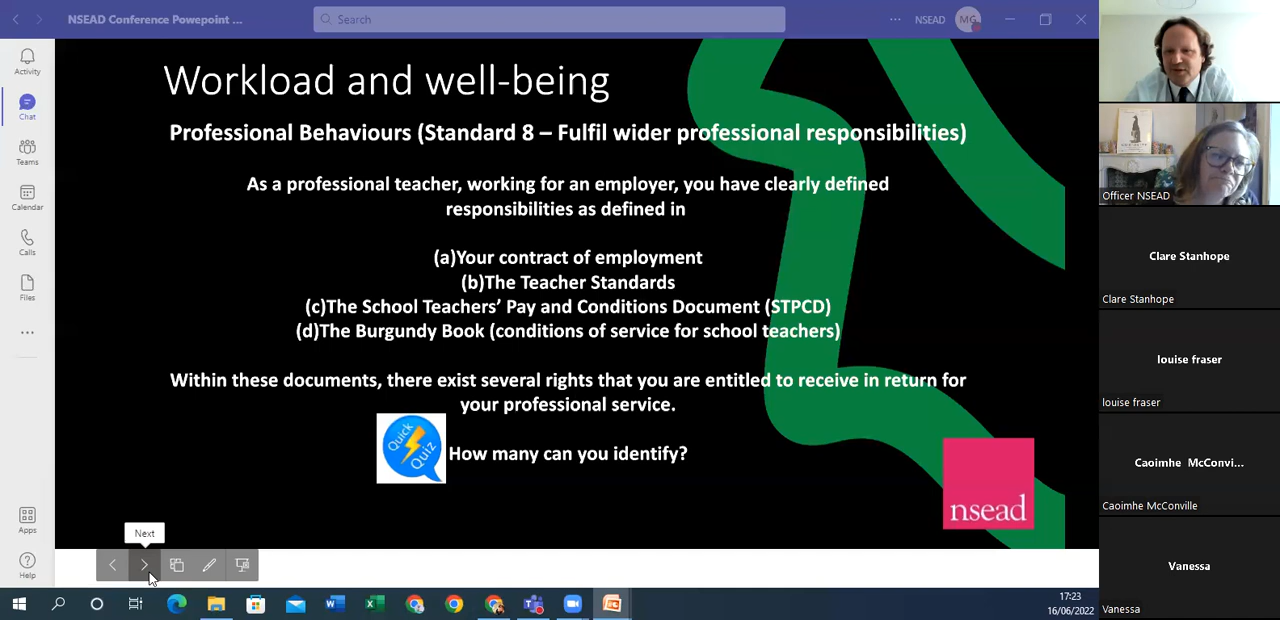 NSEAD Conference Powepoint ...
Search
NSEAD
MG
Activity
Chat
Teams
Calendar
Calls
Files
Apps
Help
Workload and well-being
Professional Behaviours (Standard 8 – Fulfil wider professional responsibilities)
As a professional teacher, working for an employer, you have clearly defined
responsibilities as defined in
(a)Your contract of employment
(b)The Teacher Standards
(c)The School Teachers’ Pay and Conditions Document (STPCD)
(d)The Burgundy Book (conditions of service for school teachers)
Within these documents, there exist several rights that you are entitled to receive in return for
your professional service.
Quick
Quiz
How many can you identify?
nsead
Next
Officer NSEAD
Clare Stanhope
Clare Stanhope
louise fraser
louise fraser
Caoimhe McConvi...
Caoimhe McConville
Vanessa
Vanessa
17:23
16/06/2022